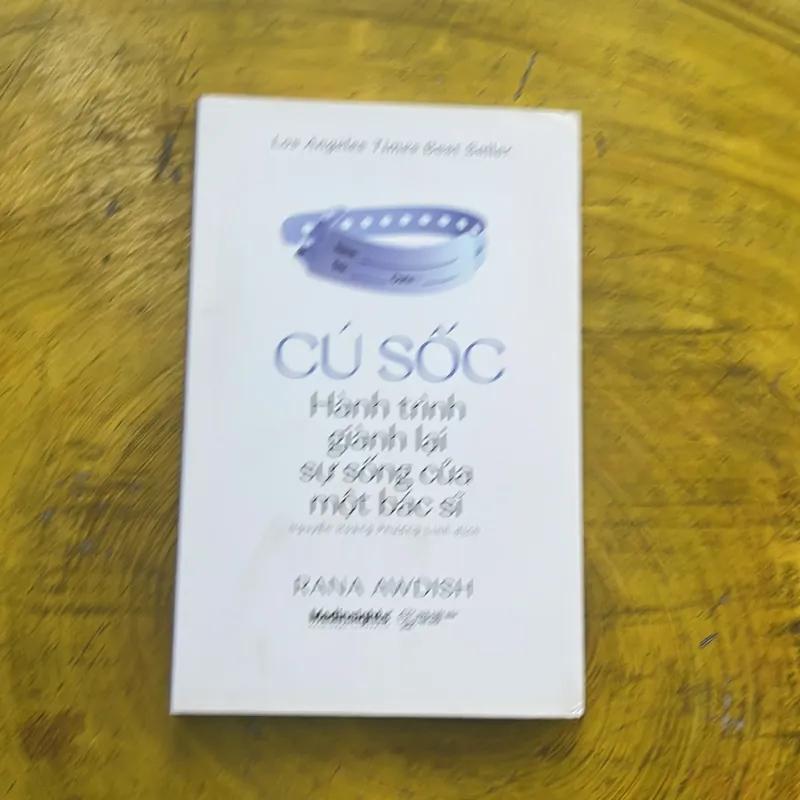 Los Angeles Times Best Seller
CÚ SỐC
Hành trình
giành lại
sự sống của
một bác sĩ
RANA AWDISH
Medinsights